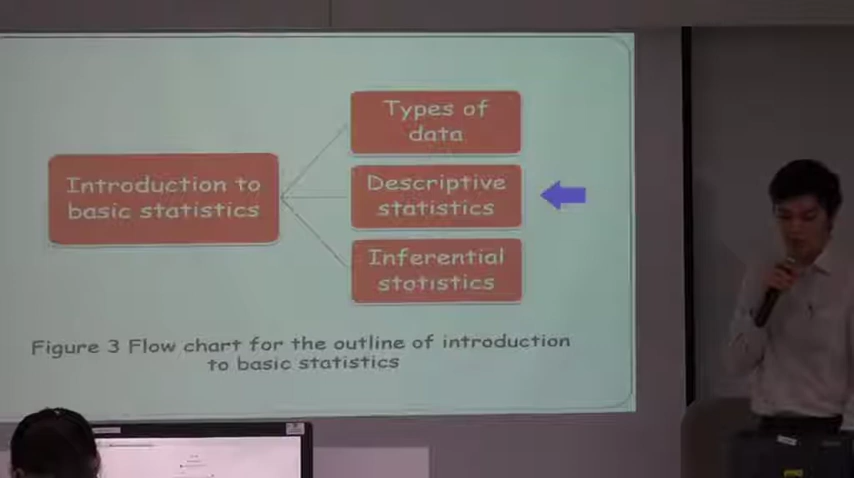 Types of
data
Introduction to
basic statistics
Descriptive
statistics
Inferential
statistics
Figure 3 Flow chart for the outline of introduction
to basic statistics